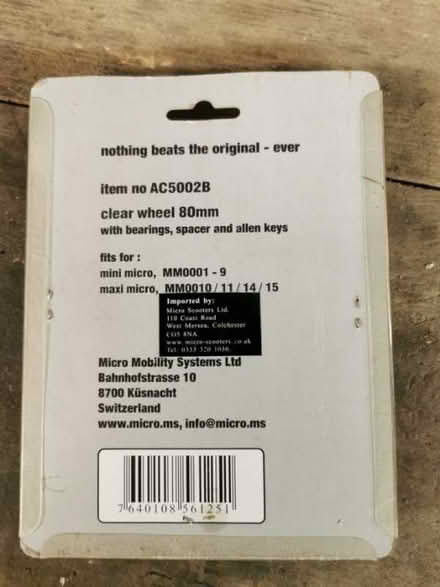 nothing beats the original - ever
item no AC5002B
clear wheel 80mm
with bearings, spacer and allen keys
fits for :
mini micro, MM0001 - 9
maxi micro, MM0010 / 11 / 14 / 15
Imported by:
Micro Scooters Ltd.
110 Coast Road
West Mersea, Colchester
CO5 8NA
www.micro-scooters.co.uk
Tel: 0333 320 1030
Micro Mobility Systems Ltd
Bahnhofstrasse 10
8700 Küsnacht
Switzerland
www.micro.ms, info@micro.ms
7 640108 561251